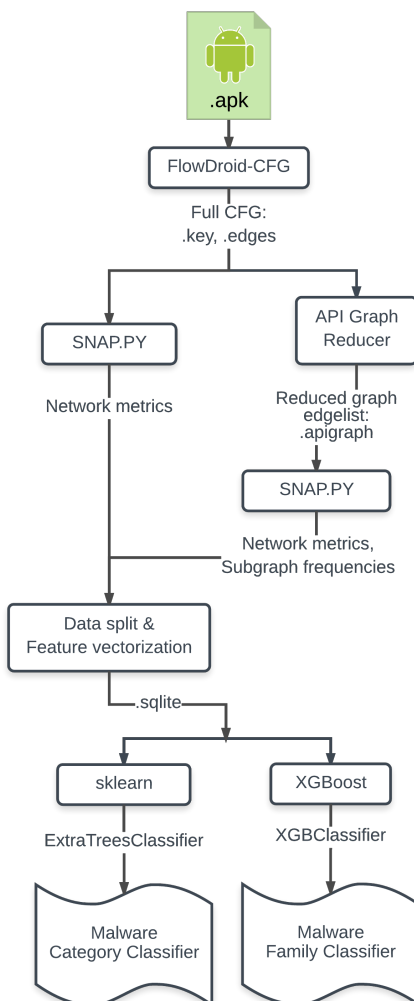 .apk
FlowDroid-CFG
Full CFG:
.key, .edges
SNAP.PY
API Graph
Reducer
Network metrics
Reduced graph
edgelist:
.apigraph
SNAP.PY
Network metrics,
Subgraph frequencies
Data split &
Feature vectorization
.sqlite
sklearn
XGBoost
ExtraTreesClassifier
XGBClassifier
Malware
Category Classifier
Malware
Family Classifier